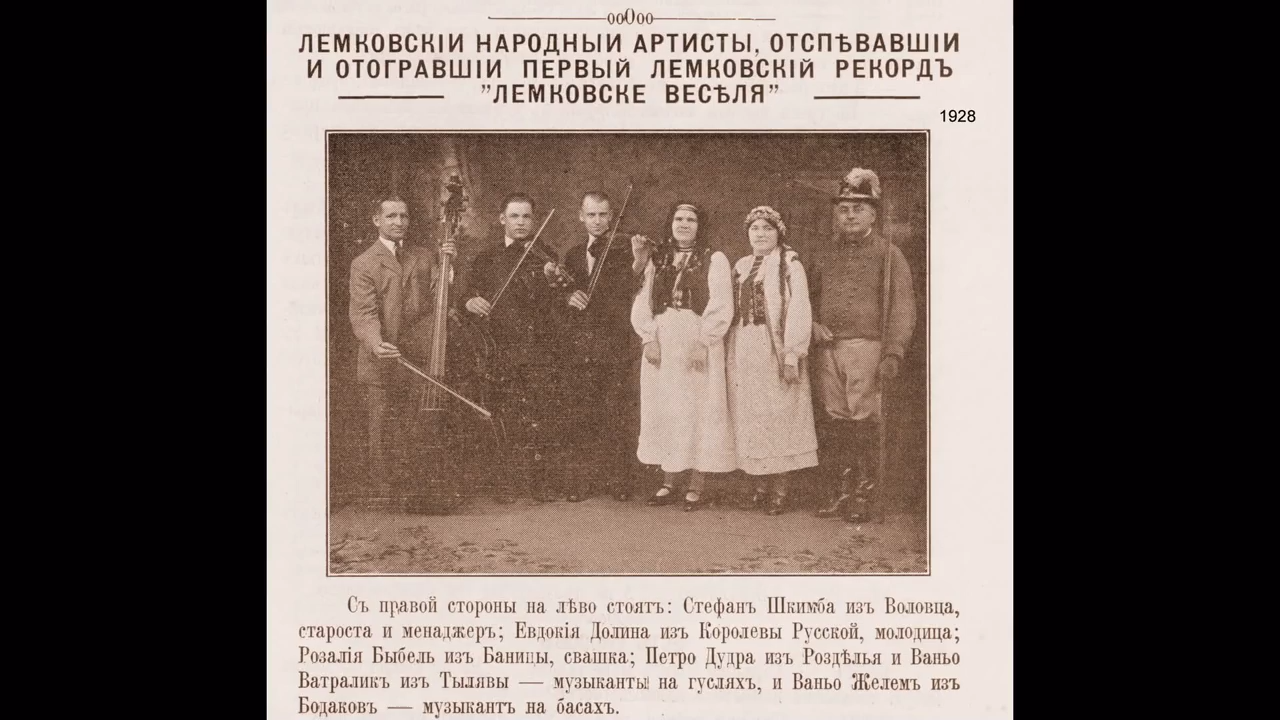 ооОоо
ЛЕМКОВСКІИ НАРОДНЫИ АРТИСТЫ, ОТСПѢВАВШІИ
И ОТОГРАВШІИ ПЕРВЫЙ ЛЕМКОВСКІЙ РЕКОРДЪ
”ЛЕМКОВСКЕ ВЕСѢЛЯ”
1928
Съ правой стороны на лѣво стоятъ: Стефанъ Шкимба изъ Воловца,
староста и менаджеръ; Евдокія Долина изъ Королевы Русской, молодица;
Розалія Быбель изъ Баницы, свашка; Петро Дудра изъ Роздѣлья и Ваньо
Ватраликъ изъ Тылявы — музыканты на гусляхъ, и Ваньо Желемъ изъ
Бодаковъ — музыкантъ на басахъ.